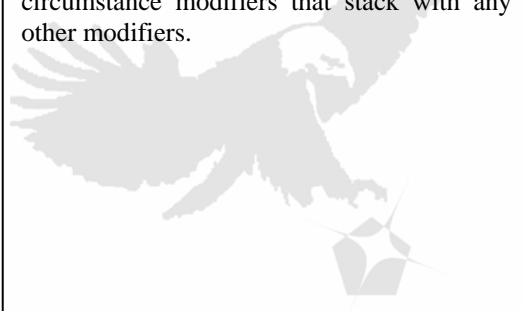 circumstance modifiers that stack with any
other modifiers.